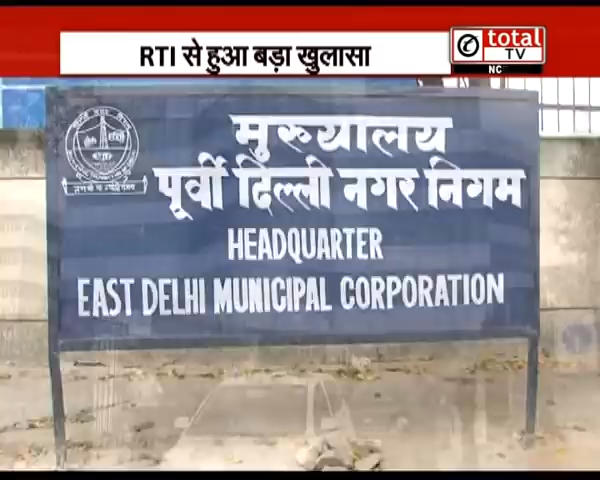 RTI से हुआ बड़ा खुलासा
total
TV
NC
मुख्यालय
पूर्वी दिल्ली नगर निगम
HEADQUARTER
EAST DELHI MUNICIPAL CORPORATION